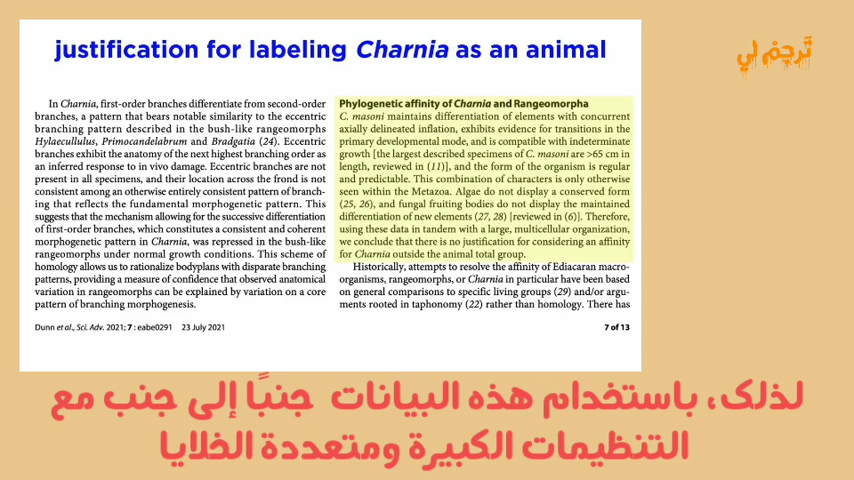 justification for labeling Charnia as an animal
تَرجِملي
In Charnia, first-order branches differentiate from second-order
branches, a pattern that bears notable similarity to the eccentric
branching pattern described in the bush-like rangeomorphs
Hylaecullulus, Primocandelabrum and Bradgatia (24). Eccentric
branches exhibit the anatomy of the next highest branching order as
an inferred response to in vivo damage. Eccentric branches are not
present in all specimens, and their location across the frond is not
consistent among an otherwise entirely consistent pattern of branch-
ing that reflects the fundamental morphogenetic pattern. This
suggests that the mechanism allowing for the successive differentiation
of first-order branches, which constitutes a consistent and coherent
morphogenetic pattern in Charnia, was repressed in the bush-like
rangeomorphs under normal growth conditions. This scheme of
homology allows us to rationalize bodyplans with disparate branching
patterns, providing a measure of confidence that observed anatomical
variation in rangeomorphs can be explained by variation on a core
pattern of branching morphogenesis.
Phylogenetic affinity of Charnia and Rangeomorpha
C. masoni maintains differentiation of elements with concurrent
axially delineated inflation, exhibits evidence for transitions in the
primary developmental mode, and is compatible with indeterminate
growth [the largest described specimens of C. masoni are >65 cm in
length, reviewed in (11)], and the form of the organism is regular
and predictable. This combination of characters is only otherwise
seen within the Metazoa. Algae do not display a conserved form
(25, 26), and fungal fruiting bodies do not display the maintained
differentiation of new elements (27, 28) [reviewed in (6)]. Therefore,
using these data in tandem with a large, multicellular organization,
we conclude that there is no justification for considering an affinity
for Charnia outside the animal total group.
Historically, attempts to resolve the affinity of Ediacaran macro-
organisms, rangeomorphs, or Charnia in particular have been based
on general comparisons to specific living groups (29) and/or argu-
ments rooted in taphonomy (22) rather than homology. There has
Dunn et al., Sci. Adv. 2021; 7 : eabe0291 23 July 2021
7 of 13
لذلك، باستخدام هذه البيانات جنبًا إلى جنب مع
التنظيمات الكبيرة ومتعددة الخلايا